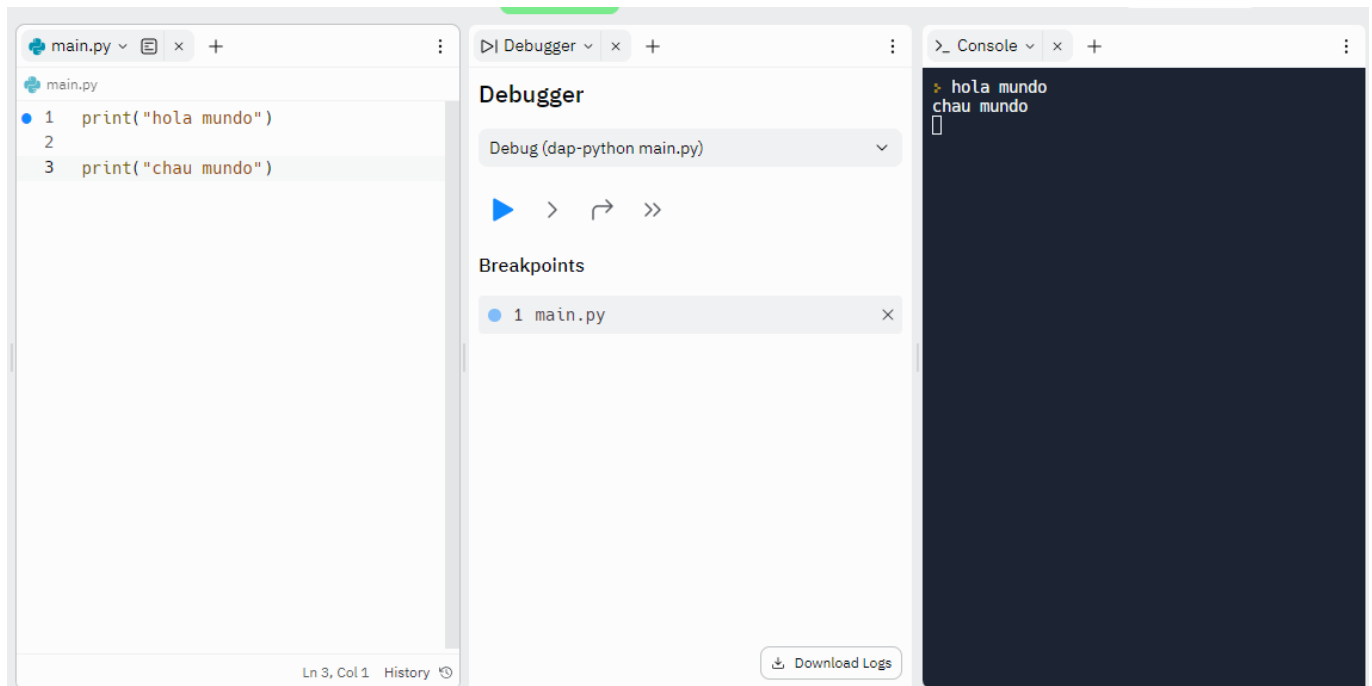 main.py
main.py
1 print("hola mundo")
2
3 print("chau mundo")
Ln 3, Col 1 History
Debugger
Debugger
Debug (dap-python main.py)
Breakpoints
1 main.py
Download Logs
>_ Console
hola mundo
chau mundo